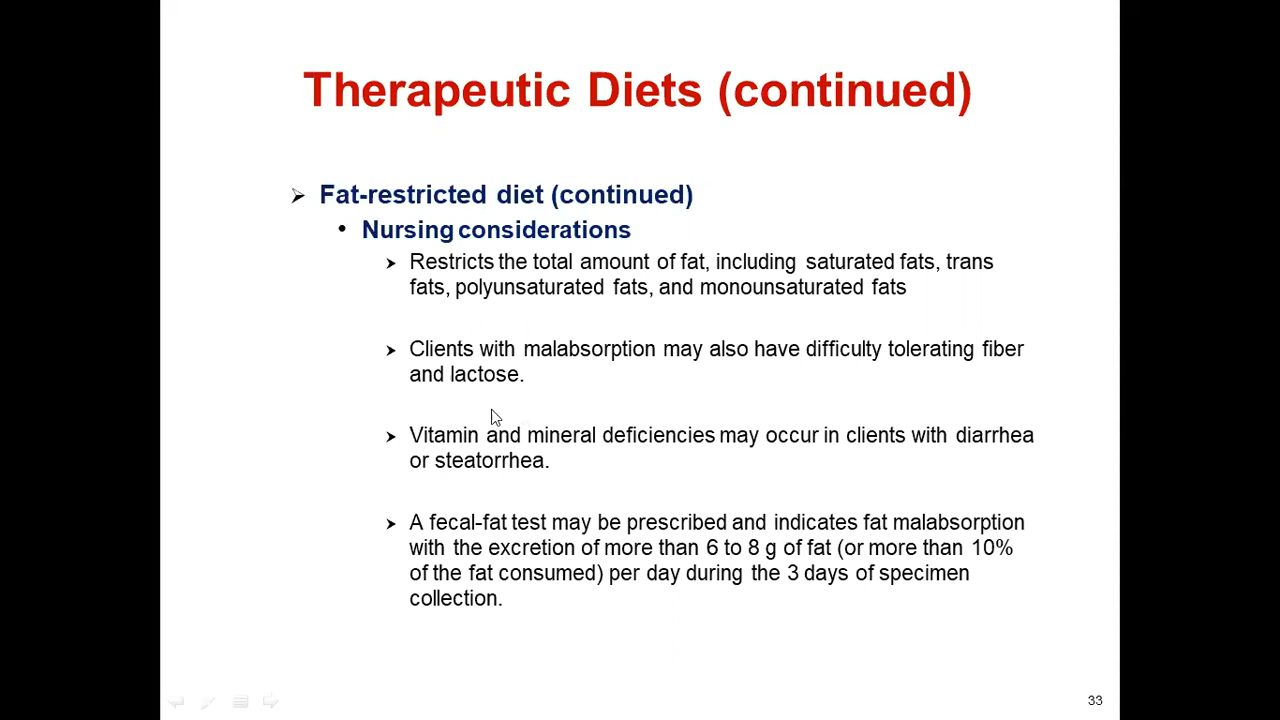 Therapeutic Diets (continued)
Fat-restricted diet (continued)
Nursing considerations
Restricts the total amount of fat, including saturated fats, trans
fats, polyunsaturated fats, and monounsaturated fats
Clients with malabsorption may also have difficulty tolerating fiber
and lactose.
Vitamin and mineral deficiencies may occur in clients with diarrhea
or steatorrhea.
A fecal-fat test may be prescribed and indicates fat malabsorption
with the excretion of more than 6 to 8 g of fat (or more than 10%
of the fat consumed) per day during the 3 days of specimen
collection.
33